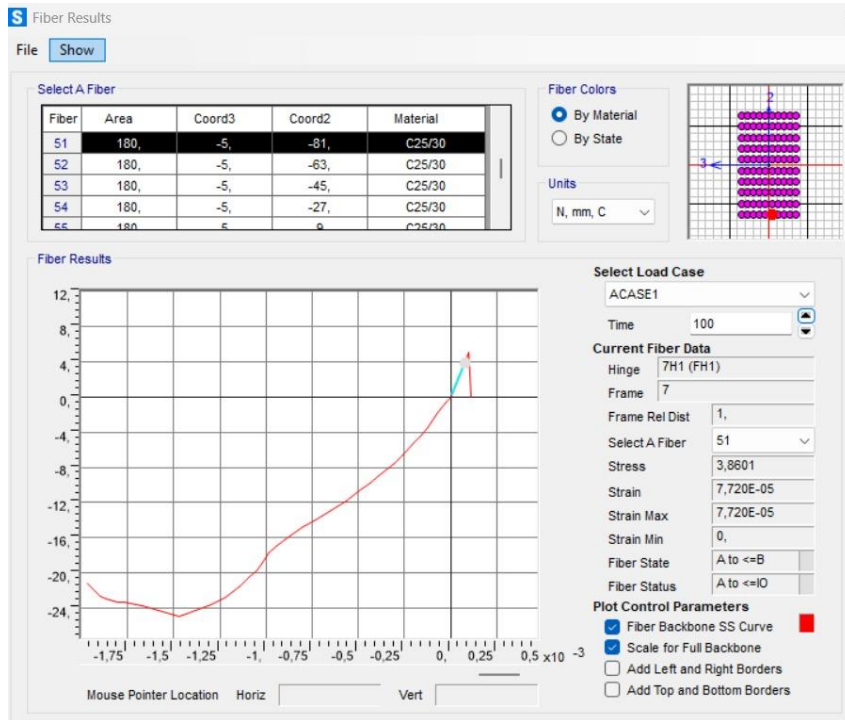 S Fiber Results
File Show
Select A Fiber
Fiber Area Coord3 Coord2 Material
51 180, -5, -81, C25/30
52 180, -5, -63, C25/30
53 180, -5, -45, C25/30
54 180, -5, -27, C25/30
Fiber Colors
By Material
By State
Units
N, mm, C
2
3
Fiber Results
12,
8,
4,
0,
-4,
-8,
-12,
-16,
-20,
-24,
-1,75 -1,5 -1,25 -1, -0,75 -0,5 -0,25 0, 0,25 0,5 x10 -3
Mouse Pointer Location Horiz Vert
Select Load Case
ACASE1
Time 100
Current Fiber Data
Hinge 7H1 (FH1)
Frame 7
Frame Rel Dist 1,
Select A Fiber 51
Stress 3,8601
Strain 7,720E-05
Strain Max 7,720E-05
Strain Min 0,
Fiber State A to <=B
Fiber Status A to <=IO
Plot Control Parameters
Fiber Backbone SS Curve
Scale for Full Backbone
Add Left and Right Borders
Add Top and Bottom Borders